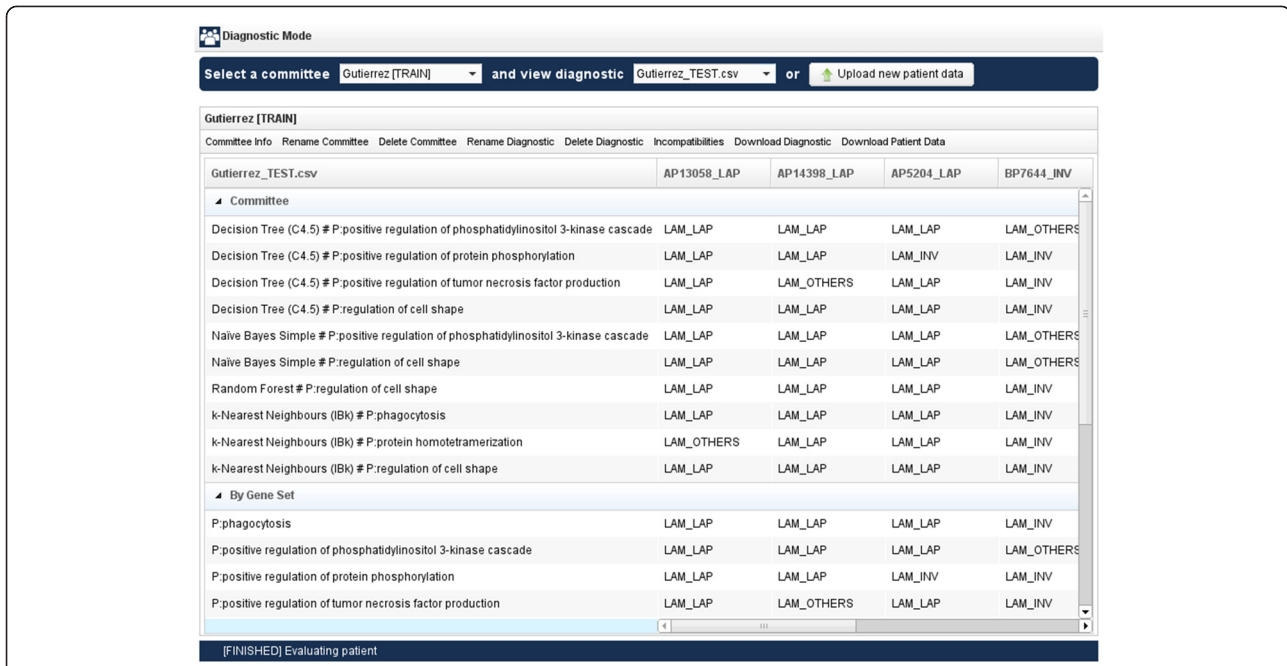 Diagnostic Mode
Select a committee Gutierrez [TRAIN] and view diagnostic Gutierrez_TEST.csv or Upload new patient data
Gutierrez [TRAIN]
Committee Info Rename Committee Delete Committee Rename Diagnostic Delete Diagnostic Incompatibilities Download Diagnostic Download Patient Data
Gutierrez_TEST.csv AP13058_LAP AP14398_LAP AP5204_LAP BP7644_INV
Committee
Decision Tree (C4.5) # P:positive regulation of phosphatidylinositol 3-kinase cascade LAM_LAP LAM_LAP LAM_LAP LAM_OTHERS
Decision Tree (C4.5) # P:positive regulation of protein phosphorylation LAM_LAP LAM_LAP LAM_INV LAM_INV
Decision Tree (C4.5) # P:positive regulation of tumor necrosis factor production LAM_LAP LAM_OTHERS LAM_LAP LAM_INV
Decision Tree (C4.5) # P:regulation of cell shape LAM_LAP LAM_LAP LAM_LAP LAM_INV
Naïve Bayes Simple # P:positive regulation of phosphatidylinositol 3-kinase cascade LAM_LAP LAM_LAP LAM_LAP LAM_OTHERS
Naïve Bayes Simple # P:regulation of cell shape LAM_LAP LAM_LAP LAM_LAP LAM_OTHERS
Random Forest # P:regulation of cell shape LAM_LAP LAM_LAP LAM_LAP LAM_INV
k-Nearest Neighbours (IBk) # P:phagocytosis LAM_LAP LAM_LAP LAM_LAP LAM_INV
k-Nearest Neighbours (IBk) # P:protein homotetramerization LAM_OTHERS LAM_LAP LAM_LAP LAM_INV
k-Nearest Neighbours (IBk) # P:regulation of cell shape LAM_LAP LAM_LAP LAM_LAP LAM_INV
By Gene Set
P:phagocytosis LAM_LAP LAM_LAP LAM_LAP LAM_INV
P:positive regulation of phosphatidylinositol 3-kinase cascade LAM_LAP LAM_LAP LAM_LAP LAM_OTHERS
P:positive regulation of protein phosphorylation LAM_LAP LAM_LAP LAM_INV LAM_INV
P:positive regulation of tumor necrosis factor production LAM_LAP LAM_OTHERS LAM_LAP LAM_INV
[FINISHED] Evaluating patient